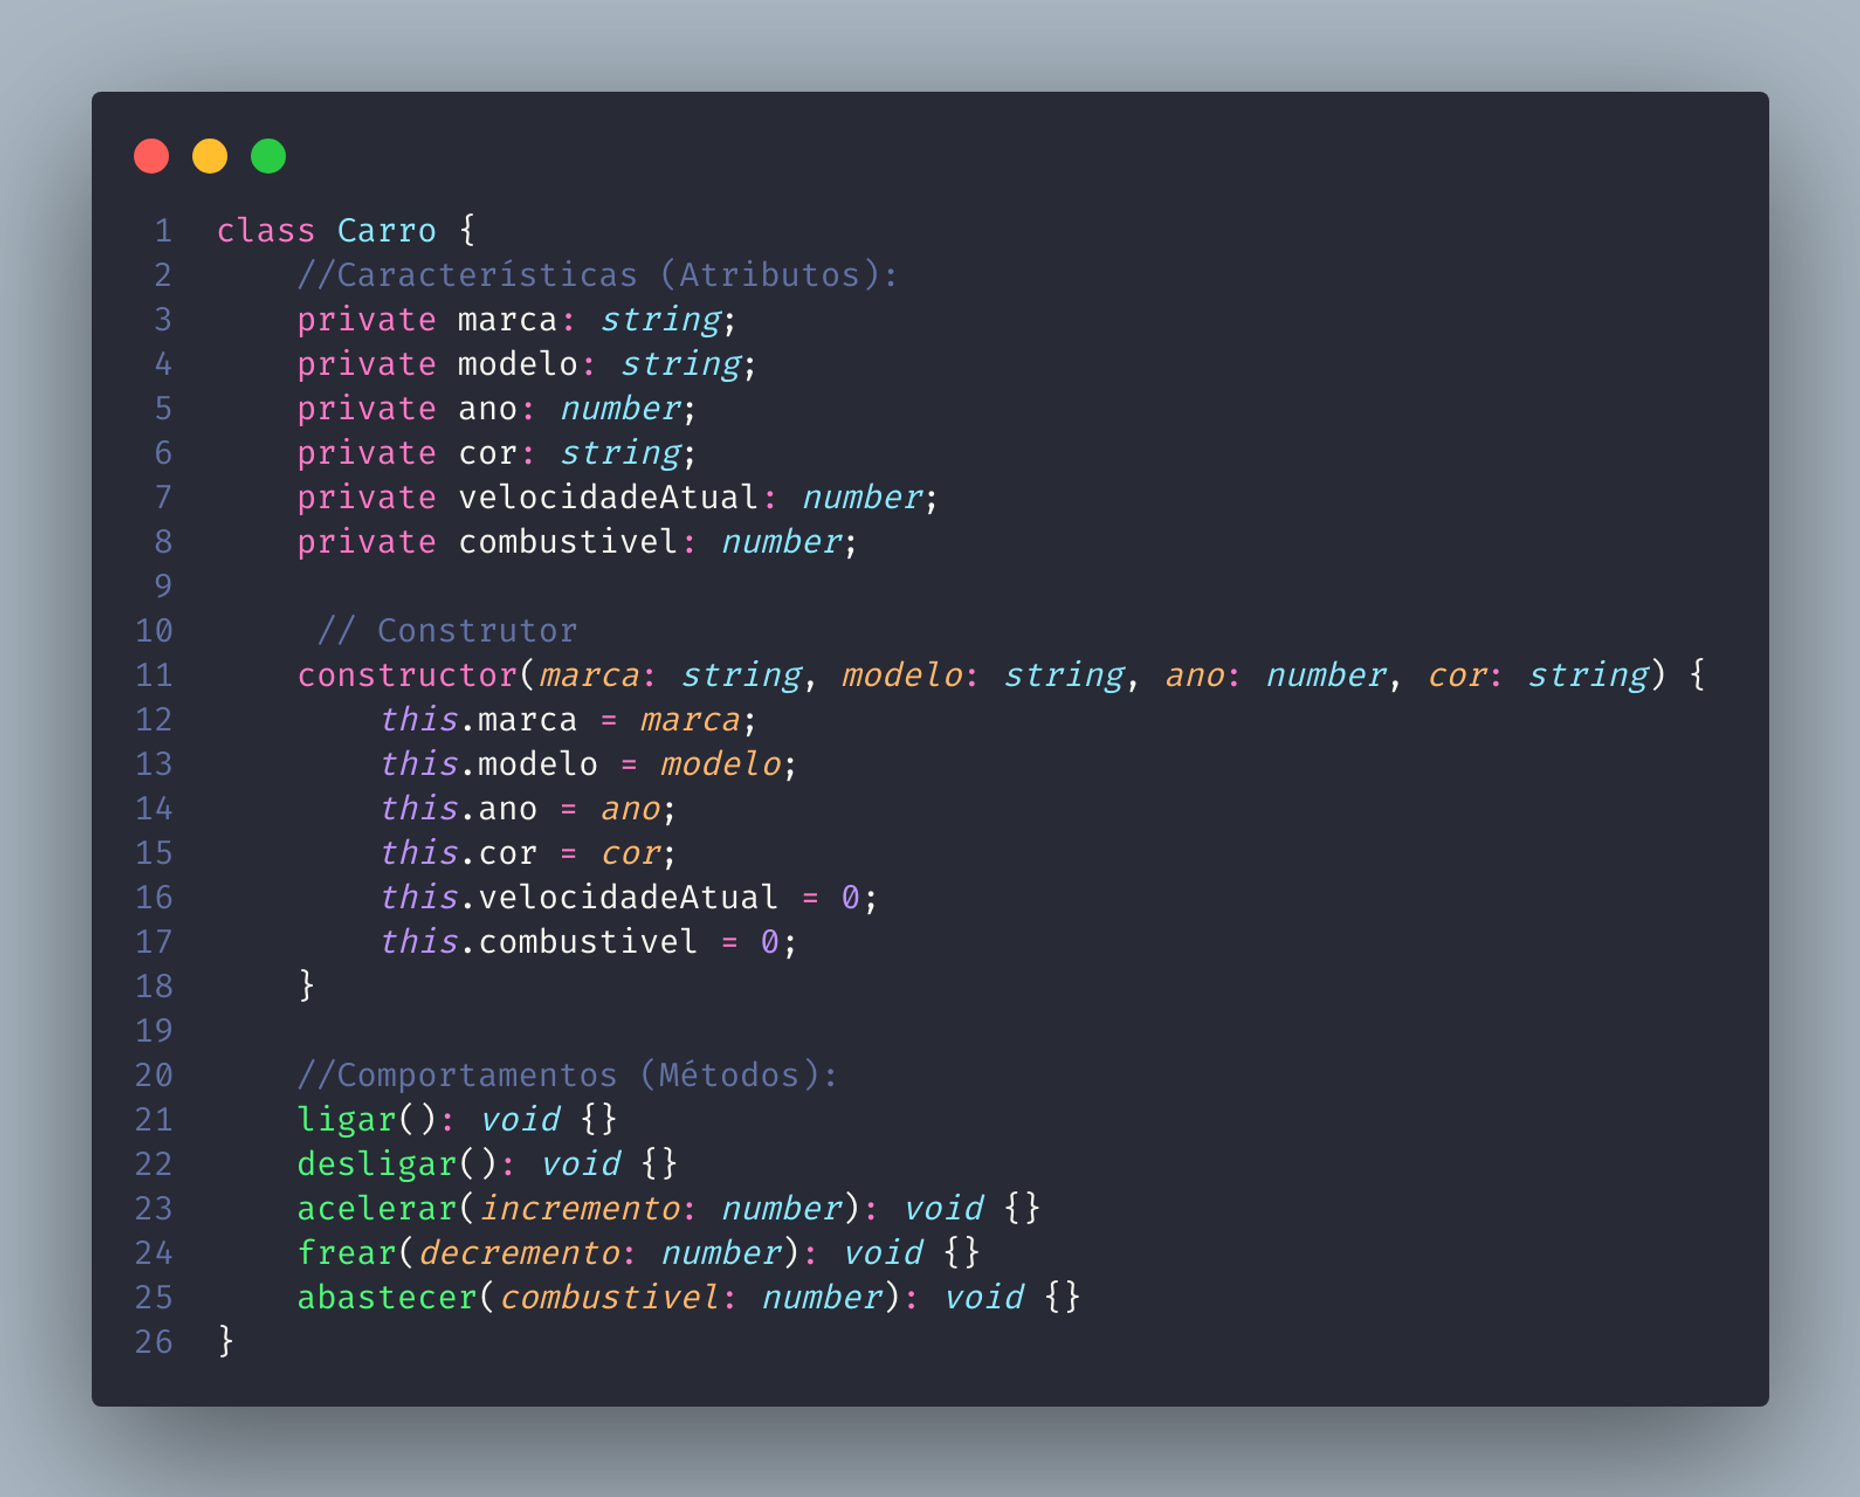 1 class Carro {
2 //Características (Atributos):
3 private marca: string;
4 private modelo: string;
5 private ano: number;
6 private cor: string;
7 private velocidadeAtual: number;
8 private combustivel: number;
9
10 // Construtor
11 constructor(marca: string, modelo: string, ano: number, cor: string) {
12 this.marca = marca;
13 this.modelo = modelo;
14 this.ano = ano;
15 this.cor = cor;
16 this.velocidadeAtual = 0;
17 this.combustivel = 0;
18 }
19
20 //Comportamentos (Métodos):
21 ligar(): void {}
22 desligar(): void {}
23 acelerar(incremento: number): void {}
24 frear(decremento: number): void {}
25 abastecer(combustivel: number): void {}
26 }